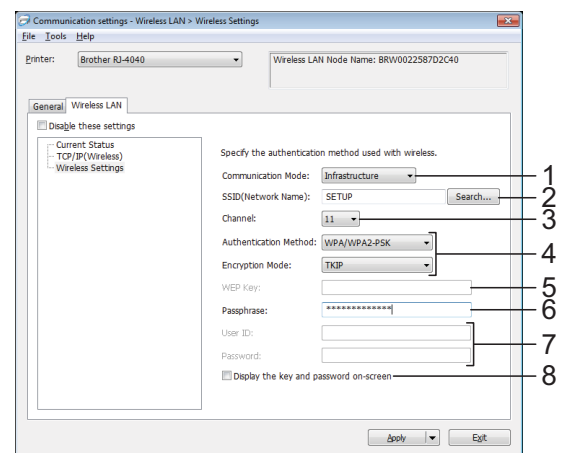 Communication settings - Wireless LAN > Wireless Settings
File Tools Help
Printer: Brother RJ-4040
Wireless LAN Node Name: BRW0022587D2C40
General Wireless LAN
Disable these settings
Current Status
TCP/IP(Wireless)
Wireless Settings
Specify the authentication method used with wireless.
Communication Mode: Infrastructure 1
SSID(Network Name): SETUP Search... 2
Channel: 11 3
Authentication Method: WPA/WPA2-PSK
4
Encryption Mode: TKIP
WEP Key: 5
Passphrase: ************* 6
User ID:
7
Password:
Display the key and password on-screen 8
Apply Exit